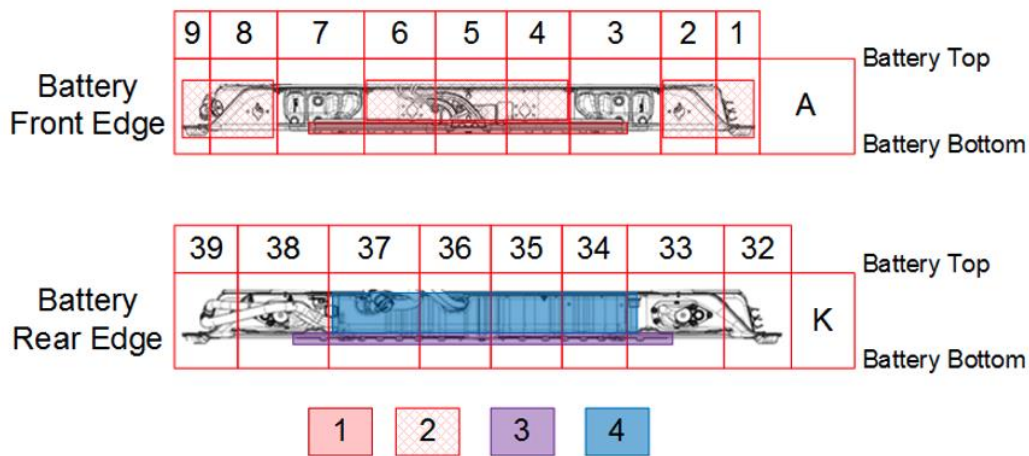 9 8 7 6 5 4 3 2 1
Battery Top
Battery
Front Edge
A
Battery Bottom
39 38 37 36 35 34 33 32
Battery Top
Battery
Rear Edge
K
Battery Bottom
1 2 3 4